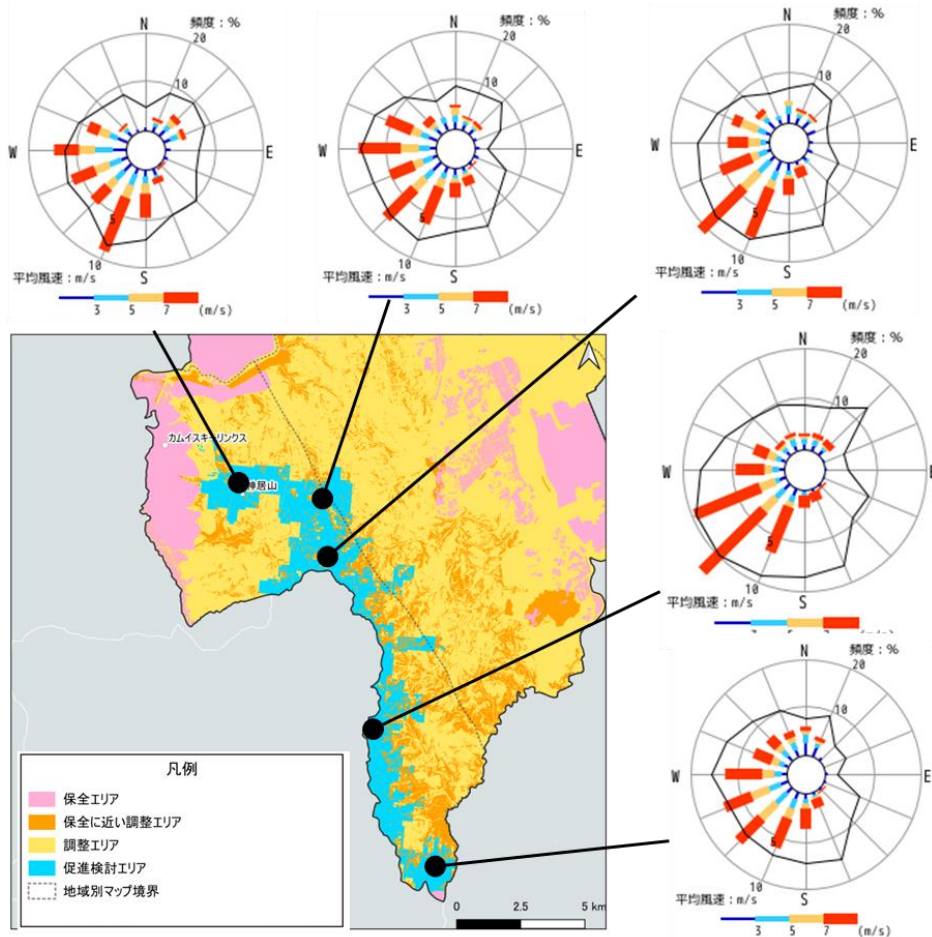 N
頻度:%
20
10
W
E
5
10
S
平均風速:m/s
3 5 7 (m/s)
N
頻度:%
20
10
W
E
5
10
S
平均風速:m/s
3 5 7 (m/s)
N
頻度:%
20
10
W
E
5
10
S
平均風速:m/s
3 5 7 (m/s)
カムイスキーリンクス
神居山
N
頻度:%
20
10
W
E
5
10
S
平均風速:m/s
N
頻度:%
20
10
W
E
5
10
S
平均風速:m/s
3 5 7 (m/s)
凡例
保全エリア
保全に近い調整エリア
調整エリア
促進検討エリア
地域別マップ境界
0 2.5 5 km